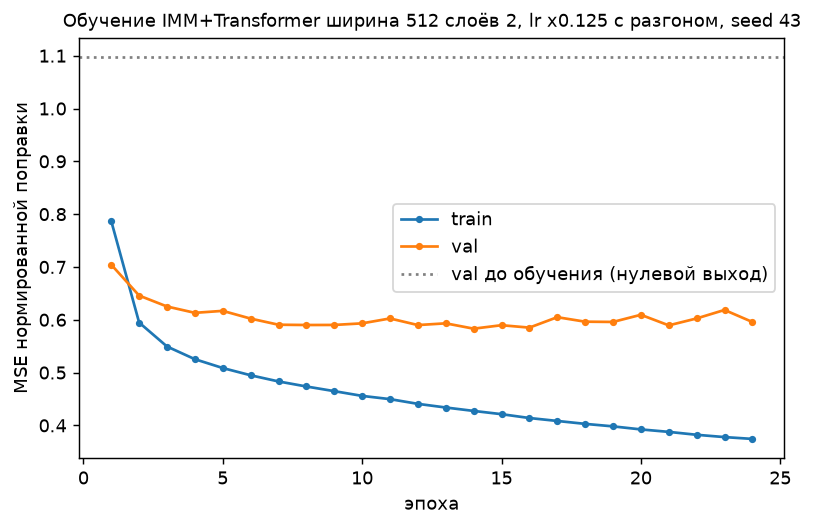 Обучение IMM+Transformer ширина 512 слоёв 2, lr x0.125 с разгоном, seed 43
MSE нормированной поправки
1.1
1.0
0.9
0.8
0.7
0.6
0.5
0.4
train
val
val до обучения (нулевой выход)
0 5 10 15 20 25
эпоха